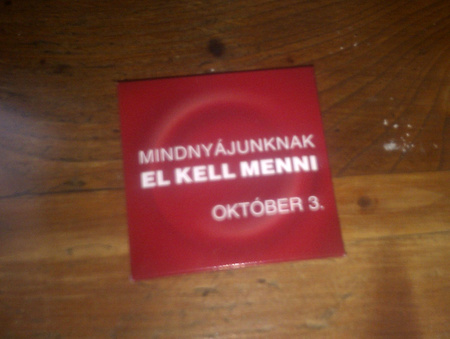 MINDNYÁJUNKNAK
EL KELL MENNI
OKTÓBER 3.